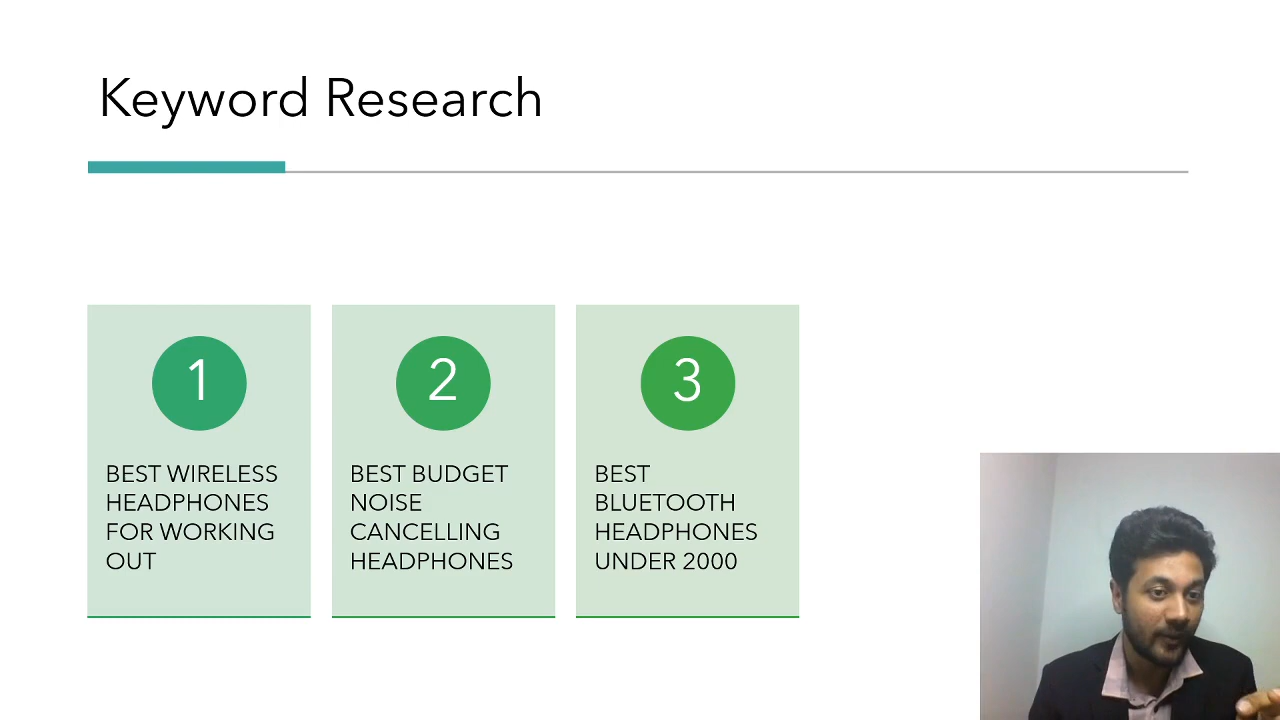 Keyword Research
1
BEST WIRELESS
HEADPHONES
FOR WORKING
OUT
2
BEST BUDGET
NOISE
CANCELLING
HEADPHONES
3
BEST
BLUETOOTH
HEADPHONES
UNDER 2000